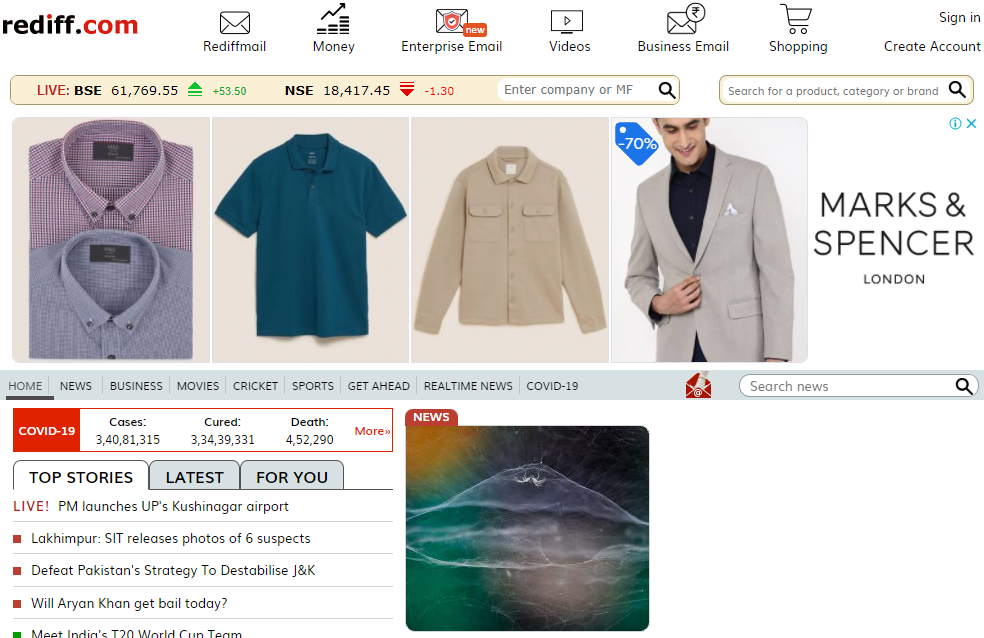 rediff.com
Rediffmail
Money
new
Enterprise Email
Videos
₹
Business Email
Shopping
Sign in
Create Account
LIVE: BSE 61,769.55 +53.50 NSE 18,417.45 -1.30
Enter company or MF
Search for a product, category or brand
-70%
MARKS &
SPENCER
LONDON
HOME NEWS BUSINESS MOVIES CRICKET SPORTS GET AHEAD REALTIME NEWS COVID-19
@
Search news
COVID-19
Cases: Cured: Death:
3,40,81,315 3,34,39,331 4,52,290
More»
TOP STORIES LATEST FOR YOU
LIVE! PM launches UP's Kushinagar airport
Lakhimpur: SIT releases photos of 6 suspects
Defeat Pakistan's Strategy To Destabilise J&K
Will Aryan Khan get bail today?
Meet India's T20 World Cup Team
NEWS